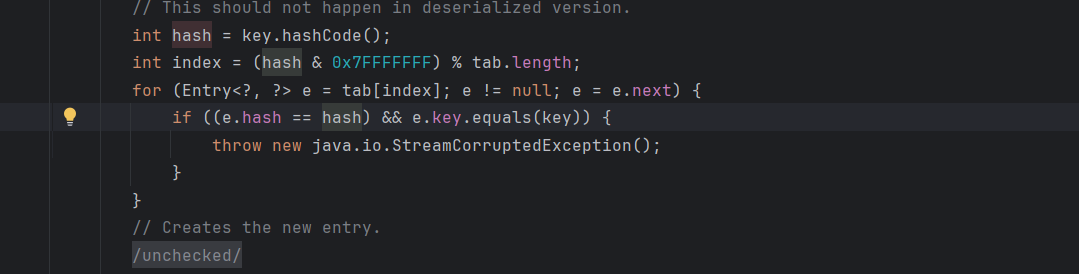 // This should not happen in deserialized version.
int hash = key.hashCode();
int index = (hash & 0x7FFFFFFF) % tab.length;
for (Entry<?, ?> e = tab[index]; e != null; e = e.next) {
if ((e.hash == hash) && e.key.equals(key)) {
throw new java.io.StreamCorruptedException();
}
}
// Creates the new entry.
/unchecked/